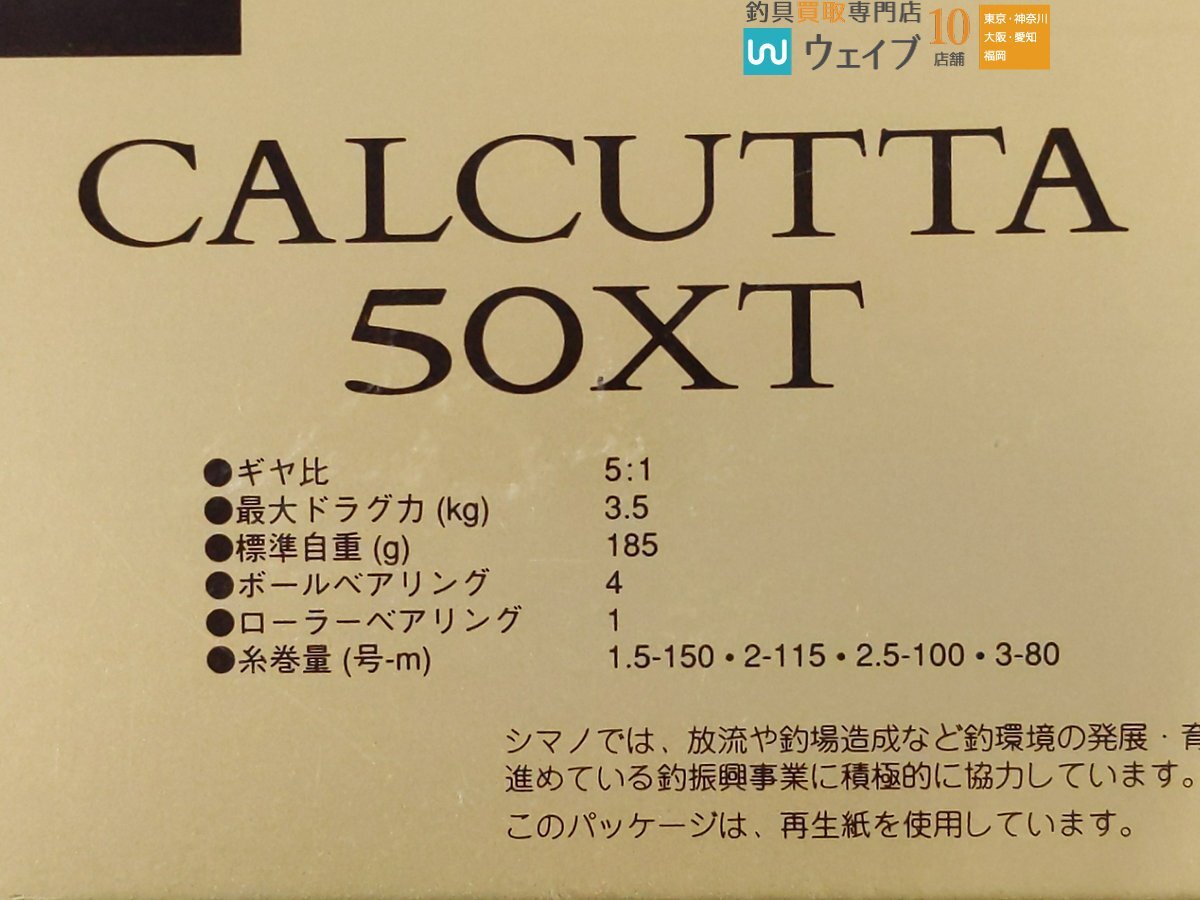 釣具買取専門店
W ウェイブ
10
店舗
東京・神奈川
大阪・愛知
福岡
CALCUTTA
50XT
●ギヤ比 5:1
●最大ドラグ力 (kg) 3.5
●標準自重 (g) 185
●ボールベアリング 4
●ローラーベアリング 1
●糸巻量 (号-m) 1.5-150・2-115・2.5-100・3-80
シマノでは、放流や釣場造成など釣環境の発展・育
進めている釣振興事業に積極的に協力しています。
このパッケージは、再生紙を使用しています。